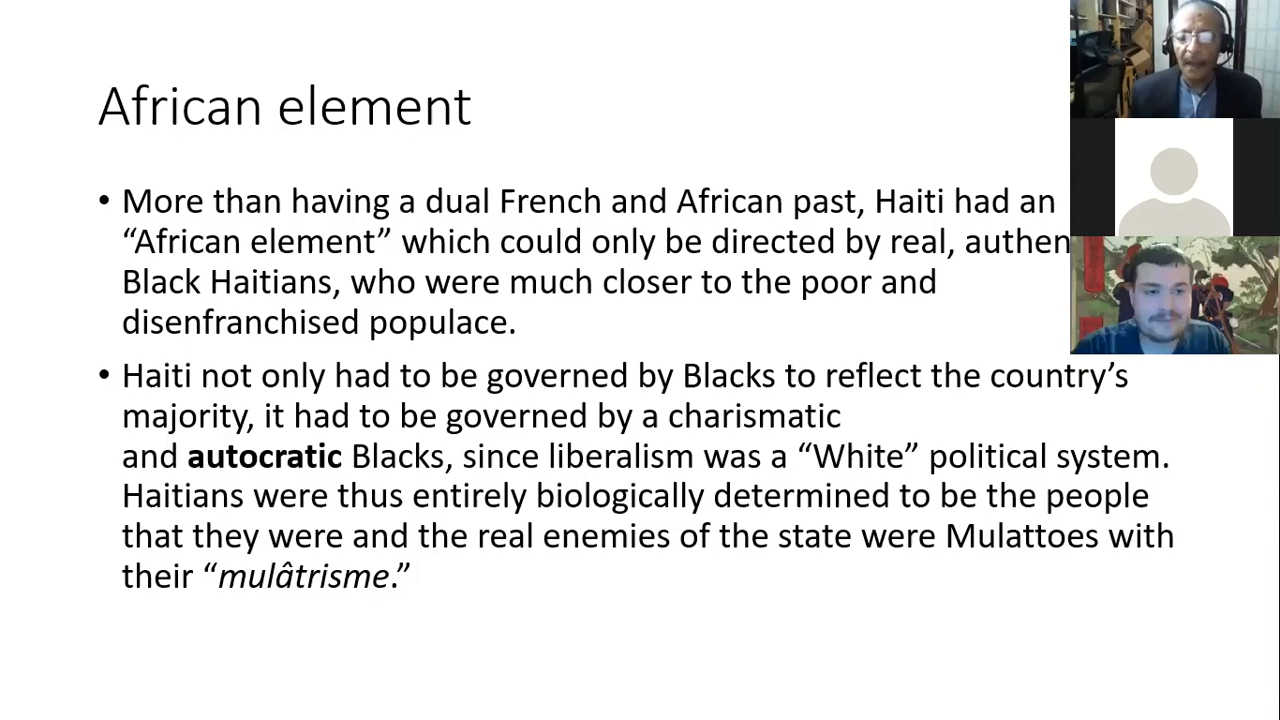 African element
• More than having a dual French and African past, Haiti had an
“African element” which could only be directed by real, authen
Black Haitians, who were much closer to the poor and
disenfranchised populace.
• Haiti not only had to be governed by Blacks to reflect the country’s
majority, it had to be governed by a charismatic
and autocratic Blacks, since liberalism was a “White” political system.
Haitians were thus entirely biologically determined to be the people
that they were and the real enemies of the state were Mulattoes with
their “mulâtrisme.”